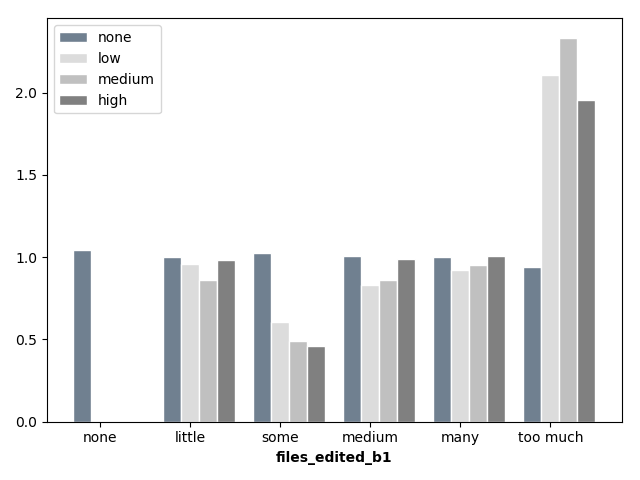 none
low
medium
high
2.0
1.5
1.0
0.5
0.0
none little some medium many too much
files_edited_b1